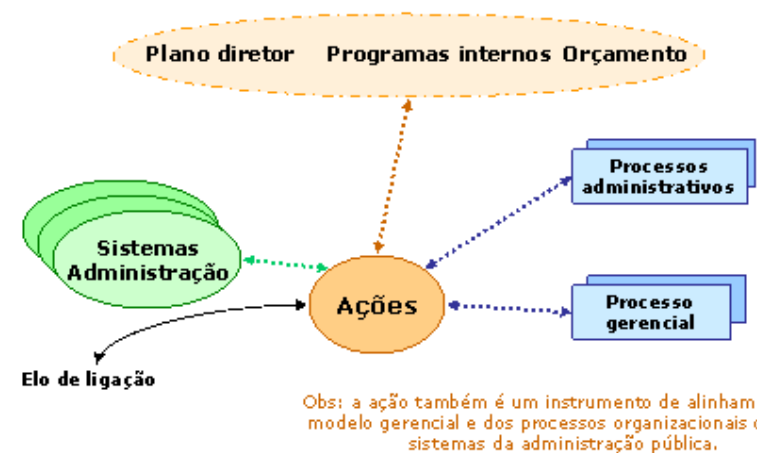 Plano diretor Programas internos Orçamento
Processos
administrativos
Sistemas
Administração
Ações
Processo
gerencial
Elo de ligação
Obs: a ação também é um instrumento de
modelo gerencial e dos processos organizacionais
sistemas da administração pública.